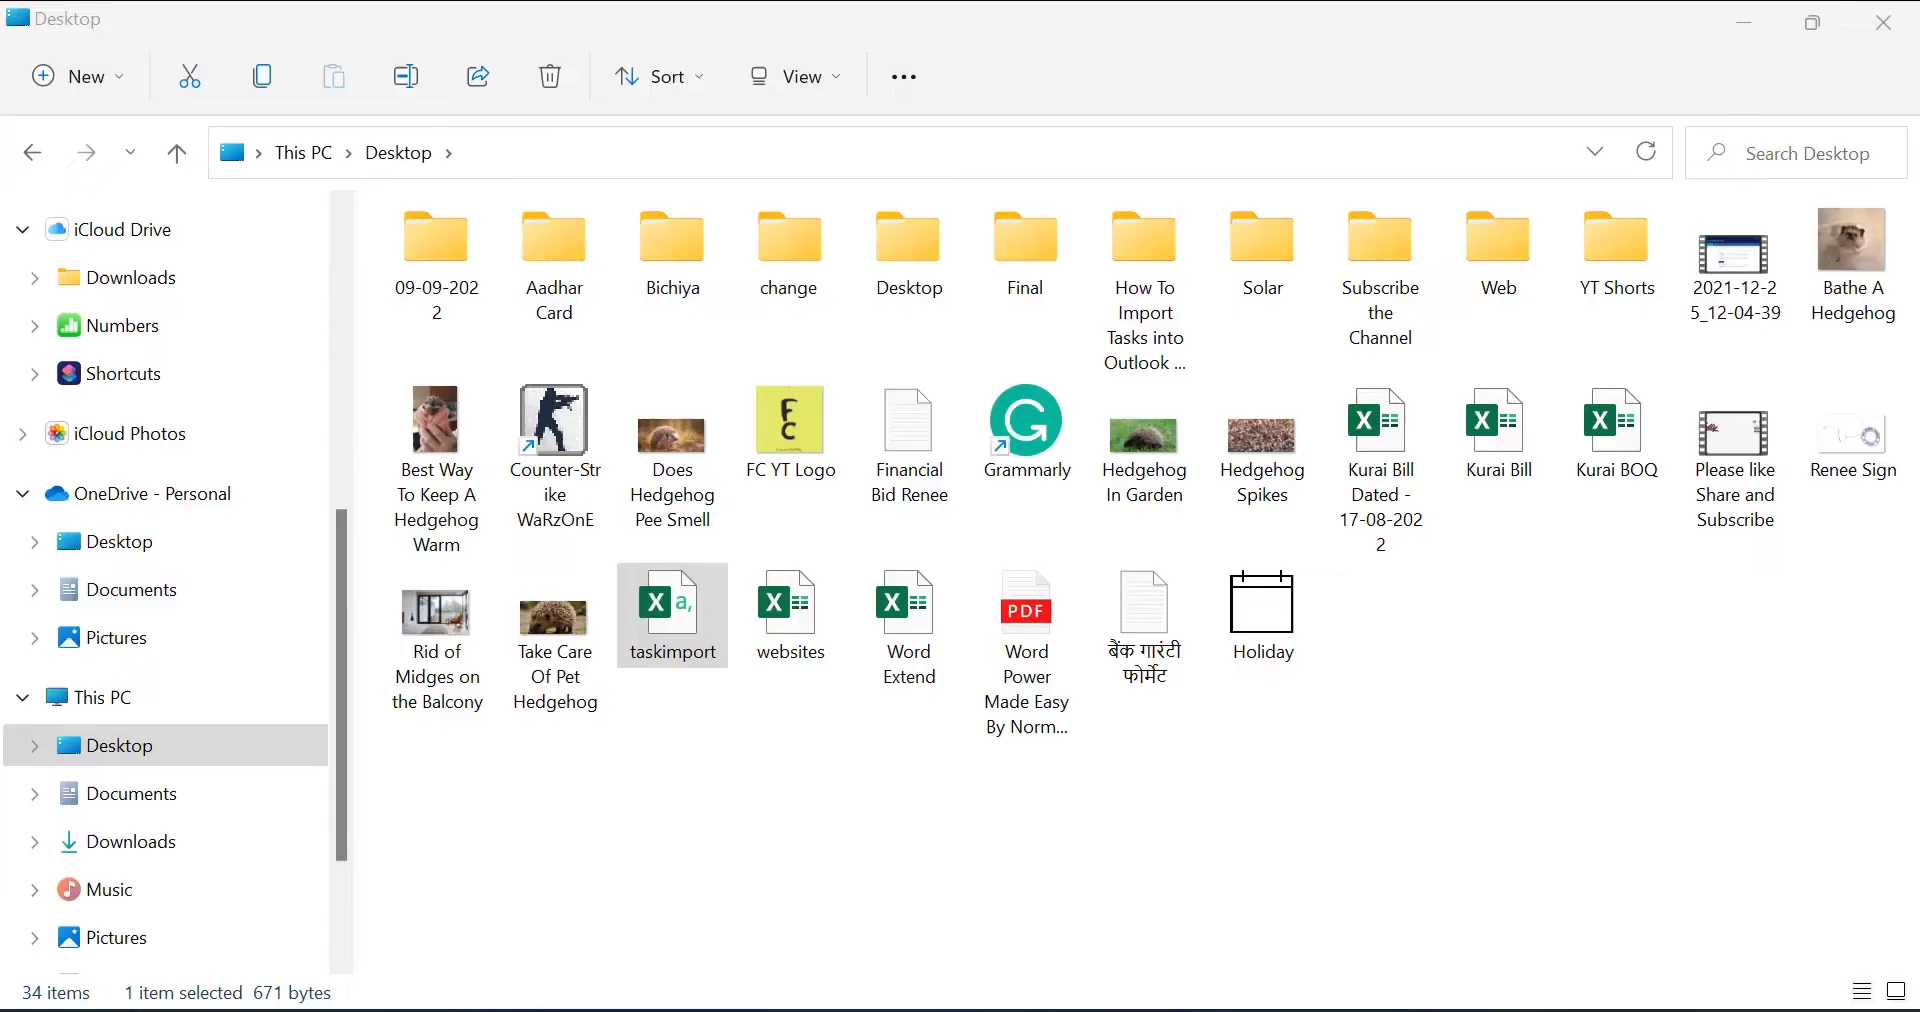 Desktop
New
Sort
View
This PC
Desktop
Search Desktop
iCloud Drive
Downloads
Numbers
Shortcuts
iCloud Photos
OneDrive - Personal
Desktop
Documents
Pictures
This PC
Desktop
Documents
Downloads
Music
Pictures
09-09-202
2
Aadhar
Card
Bichiya
change
Desktop
Final
How To
Import
Tasks into
Outlook ...
Solar
Subscribe
the
Channel
Web
YT Shorts
2021-12-2
5_12-04-39
Bathe A
Hedgehog
Best Way
To Keep A
Hedgehog
Warm
Counter-Str
ike
WaRzOnE
Does
Hedgehog
Pee Smell
F
C
FC YT Logo
Financial
Bid Renee
G
Grammarly
Hedgehog
In Garden
Hedgehog
Spikes
X
Kurai Bill
Dated -
17-08-202
2
X
Kurai Bill
X
Kurai BOQ
Please like
Share and
Subscribe
Renee Sign
Rid of
Midges on
the Balcony
Take Care
Of Pet
Hedgehog
X a,
taskimport
X
websites
X
Word
Extend
PDF
Word
Power
Made Easy
By Norm...
बैंक गारंटी
फोर्मेट
Holiday
34 items
1 item selected 671 bytes